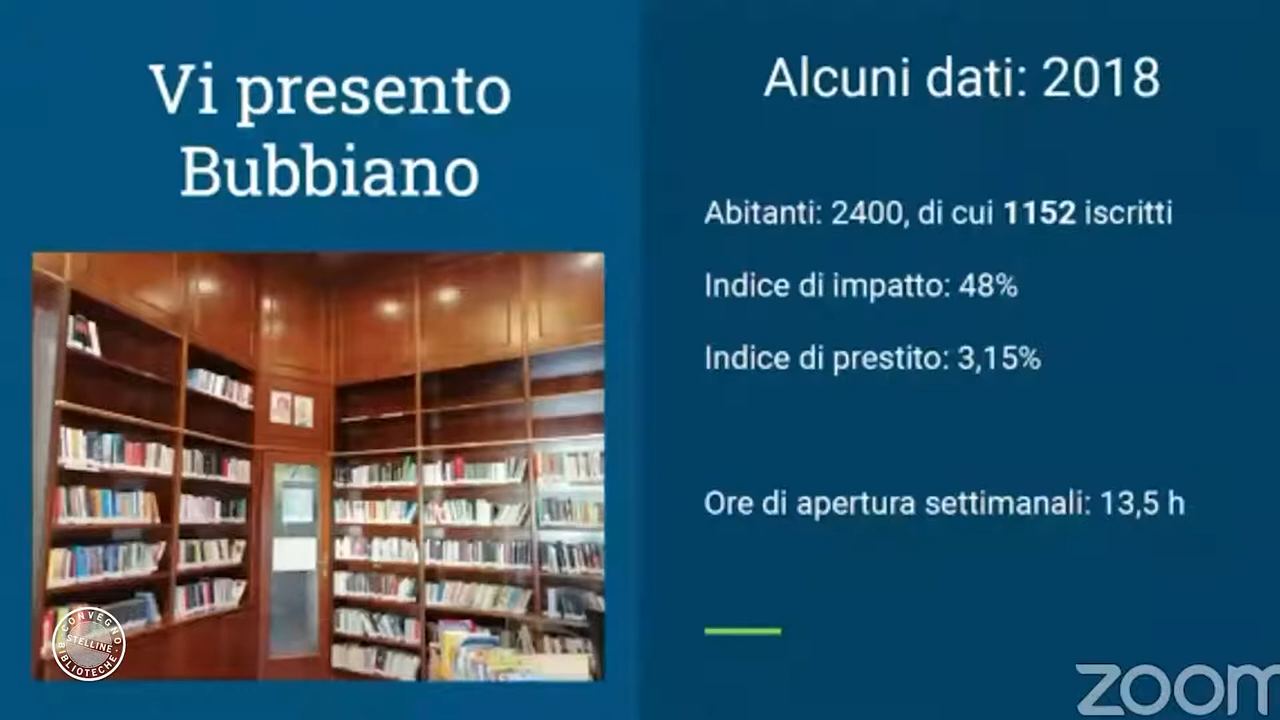 Vi presento
Bubbiano
Alcuni dati: 2018
Abitanti: 2400, di cui 1152 iscritti
Indice di impatto: 48%
Indice di prestito: 3,15%
Ore di apertura settimanali: 13,5 h
CONVEGNO
STELLINE
BIBLIOTECHE
zoom